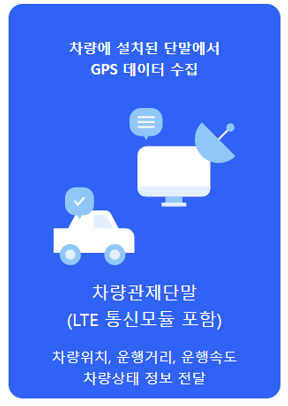 차량에 설치된 단말에서
GPS 데이터 수집
차량관제단말
(LTE 통신모듈 포함)
차량위치, 운행거리, 운행속도
차량상태 정보 전달